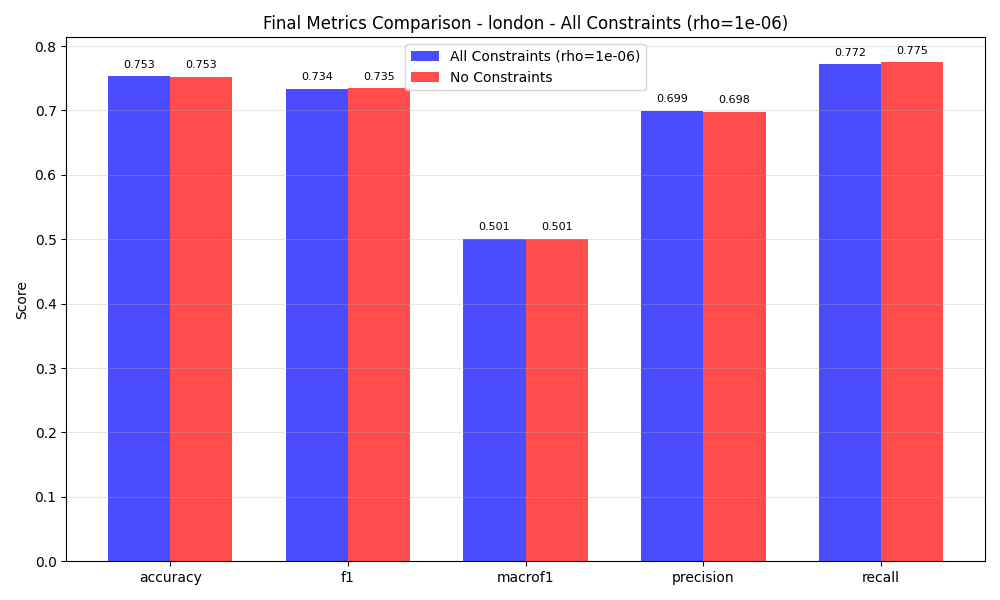 Final Metrics Comparison - london - All Constraints (rho=1e-06)
All Constraints (rho=1e-06)
No Constraints
Score
0.8
0.7
0.6
0.5
0.4
0.3
0.2
0.1
0.0
0.753
0.753
0.734
0.735
0.501
0.501
0.699
0.698
0.772
0.775
accuracy
f1
macrof1
precision
recall